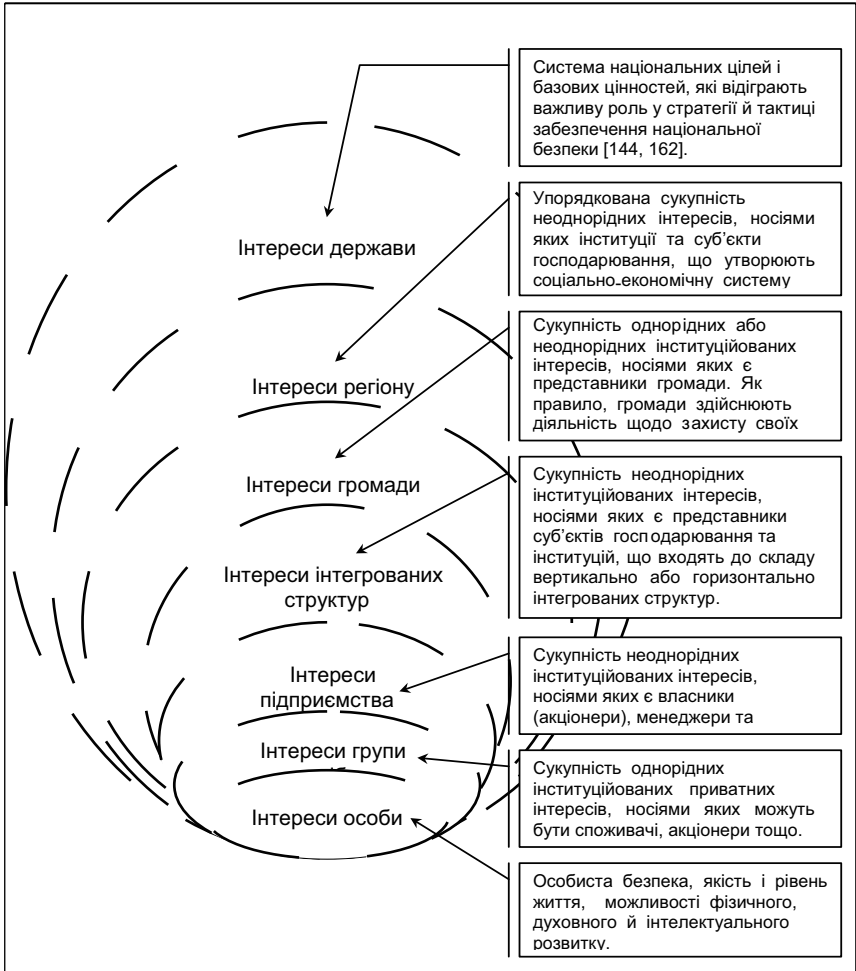 Система національних цілей і
базових цінностей, які відіграють
важливу роль у стратегії й тактиці
забезпечення національної
безпеки [144, 162].
Упорядкована сукупність
неоднорідних інтересів, носіями
яких інституції та суб’єкти
господарювання, що утворюють
соціально-економічну систему
Інтереси держави
Сукупність однорідних або
неоднорідних інституційованих
інтересів, носіями яких є
представники громади. Як
правило, громади здійснюють
діяльність щодо захисту своїх
Інтереси регіону
Інтереси громади
Сукупність неоднорідних
інституційованих інтересів,
носіями яких є представники
суб’єктів господарювання та
інституцій, що входять до складу
вертикально або горизонтально
інтегрованих структур.
Інтереси інтегрованих
структур
Сукупність неоднорідних
інституційованих інтересів,
носіями яких є власники
(акціонери), менеджери та
Інтереси
підприємства
Інтереси групи
Сукупність однорідних
інституційованих приватних
інтересів, носіями яких можуть
бути споживачі, акціонери тощо.
Інтереси особи
Особиста безпека, якість і рівень
життя, можливості фізичного,
духовного й інтелектуального
розвитку.